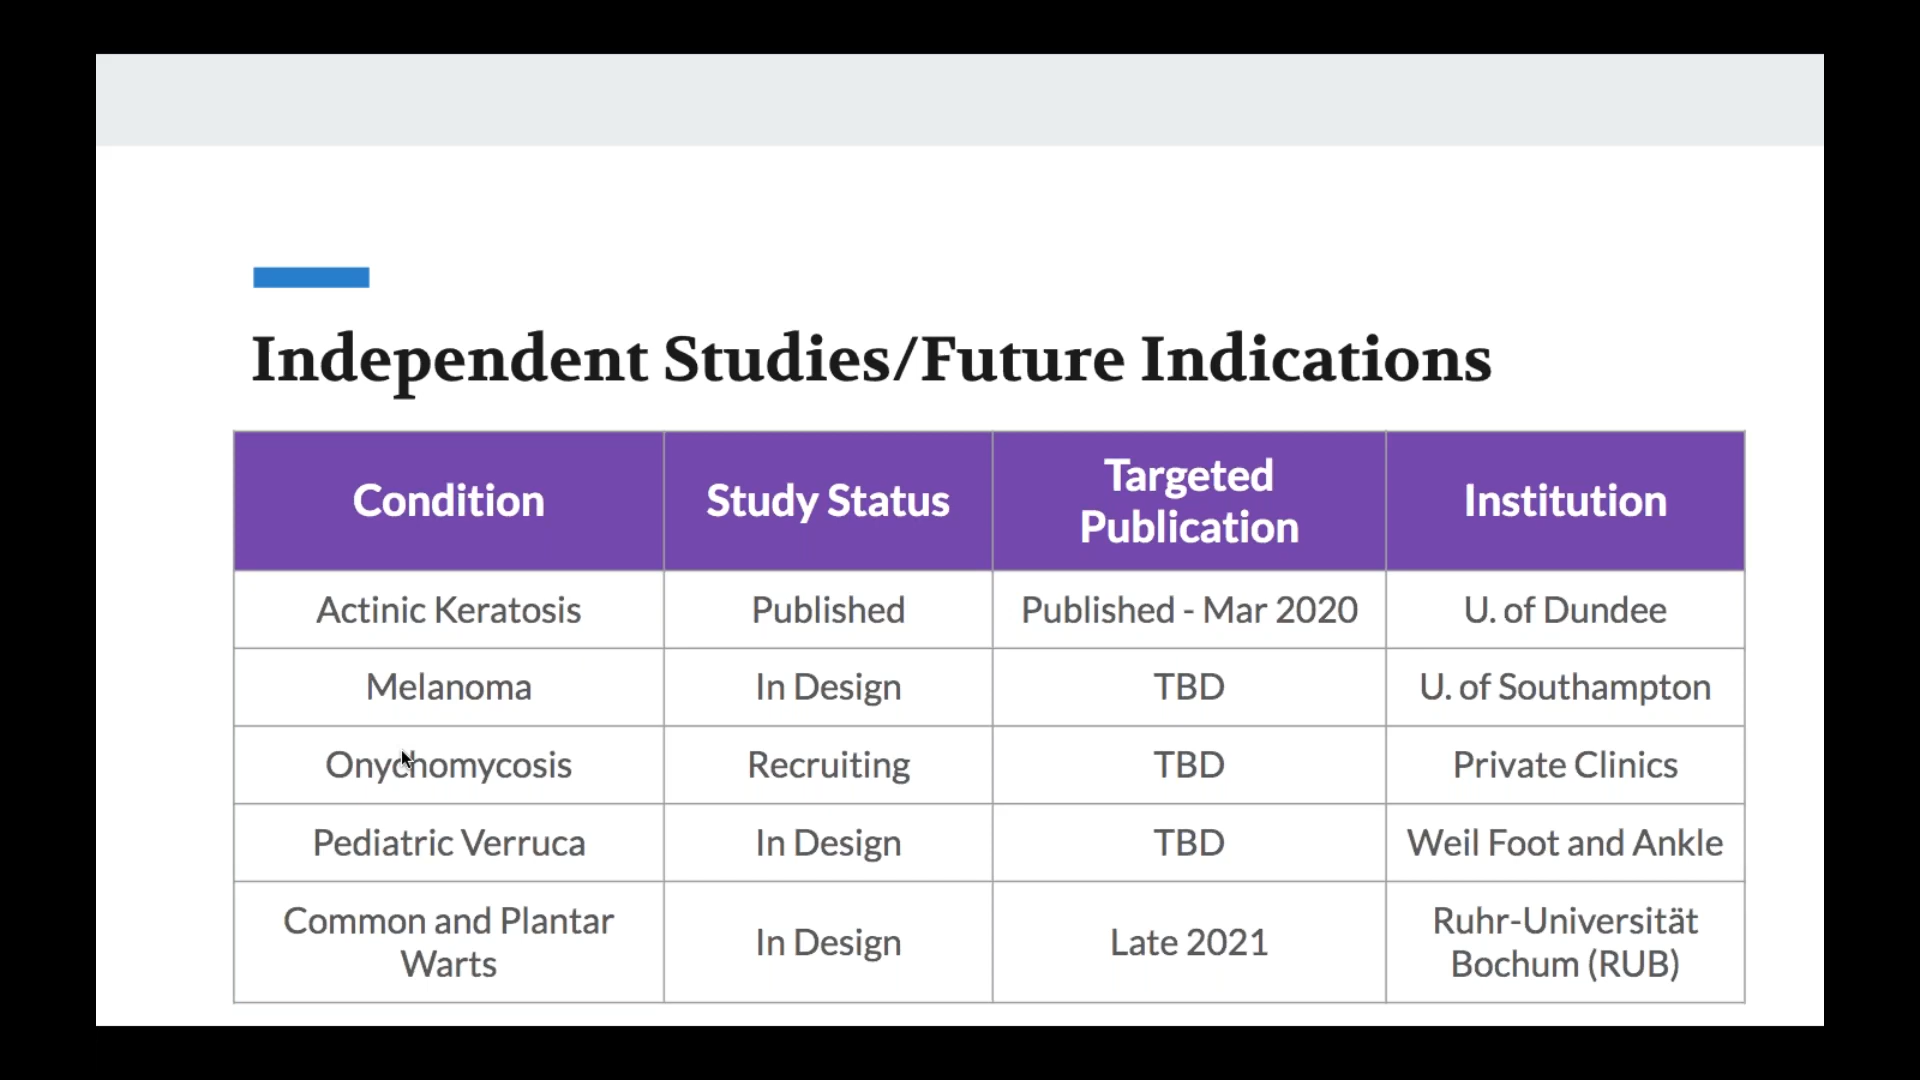 Independent Studies/Future Indications
Condition
Study Status
Targeted
Publication
Institution
Actinic Keratosis
Published
Published - Mar 2020
U. of Dundee
Melanoma
In Design
TBD
U. of Southampton
Onychomycosis
Recruiting
TBD
Private Clinics
Pediatric Verruca
In Design
TBD
Weil Foot and Ankle
Common and Plantar
Warts
In Design
Late 2021
Ruhr-Universität
Bochum (RUB)